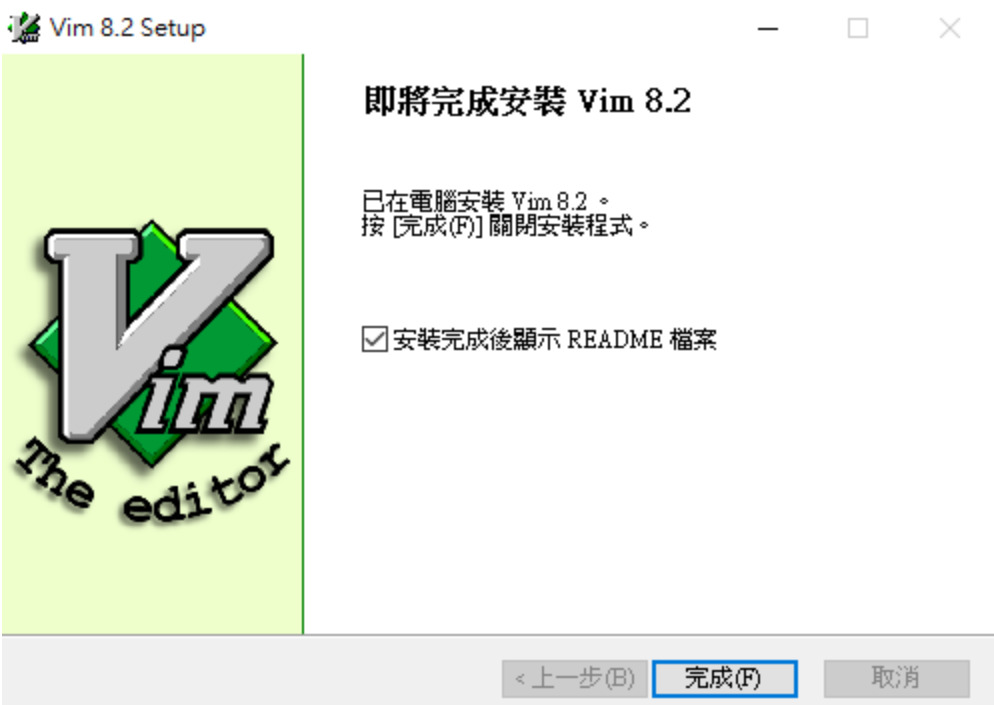 Vim 8.2 Setup
即將完成安裝 Vim 8.2
已在電腦安裝 Vim 8.2 。
按 [完成(F)] 關閉安裝程式。
安裝完成後顯示 README 檔案
Vim
The editor
< 上一步(B)
完成(F)
取消